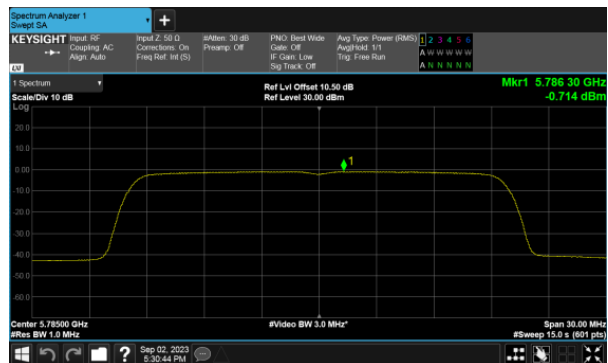 Spectrum Analyzer 1
Swept SA
+
KEYSIGHT
Input: RF
Coupling: AC
Align: Auto
Input Z: 50 Ω
Corrections: On
Freq Ref: Int (S)
#Atten: 30 dB
Preamp: Off
PNO: Best Wide
Gate: Off
IF Gain: Low
Sig Track: Off
Avg Type: Power (RMS)
Avg|Hold: 1/1
Trig: Free Run
1 2 3 4 5 6
A W W W W W
A N N N N N
LXI
1 Spectrum
Scale/Div 10 dB
Ref Lvl Offset 10.50 dB
Ref Level 30.00 dBm
Mkr1 5.786 30 GHz
-0.714 dBm
Log
20.0
10.0
0.00
-10.0
-20.0
-30.0
-40.0
-50.0
-60.0
1
Center 5.78500 GHz
#Res BW 1.0 MHz
#Video BW 3.0 MHz*
Span 30.00 MHz
#Sweep 15.0 s (601 pts)
?
Sep 02, 2023
5:30:44 PM